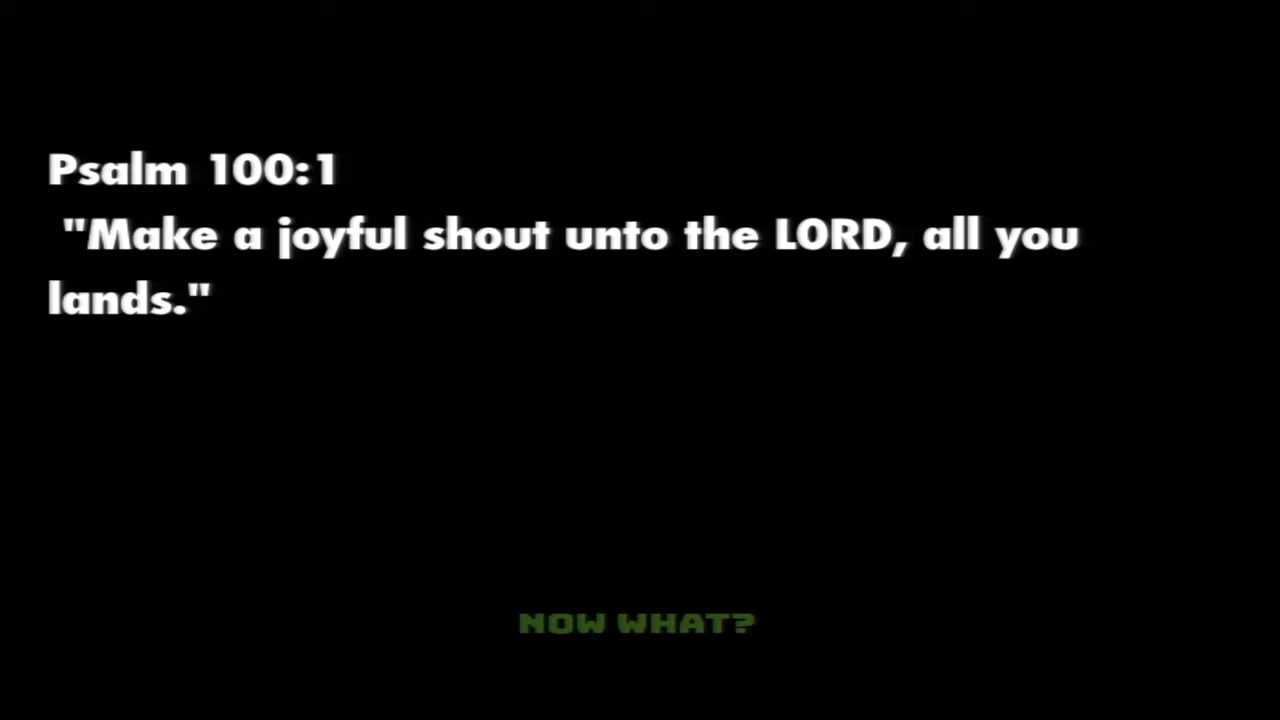 Psalm 100:1
"Make a joyful shout unto the LORD, all you
lands."
NOW WHAT?